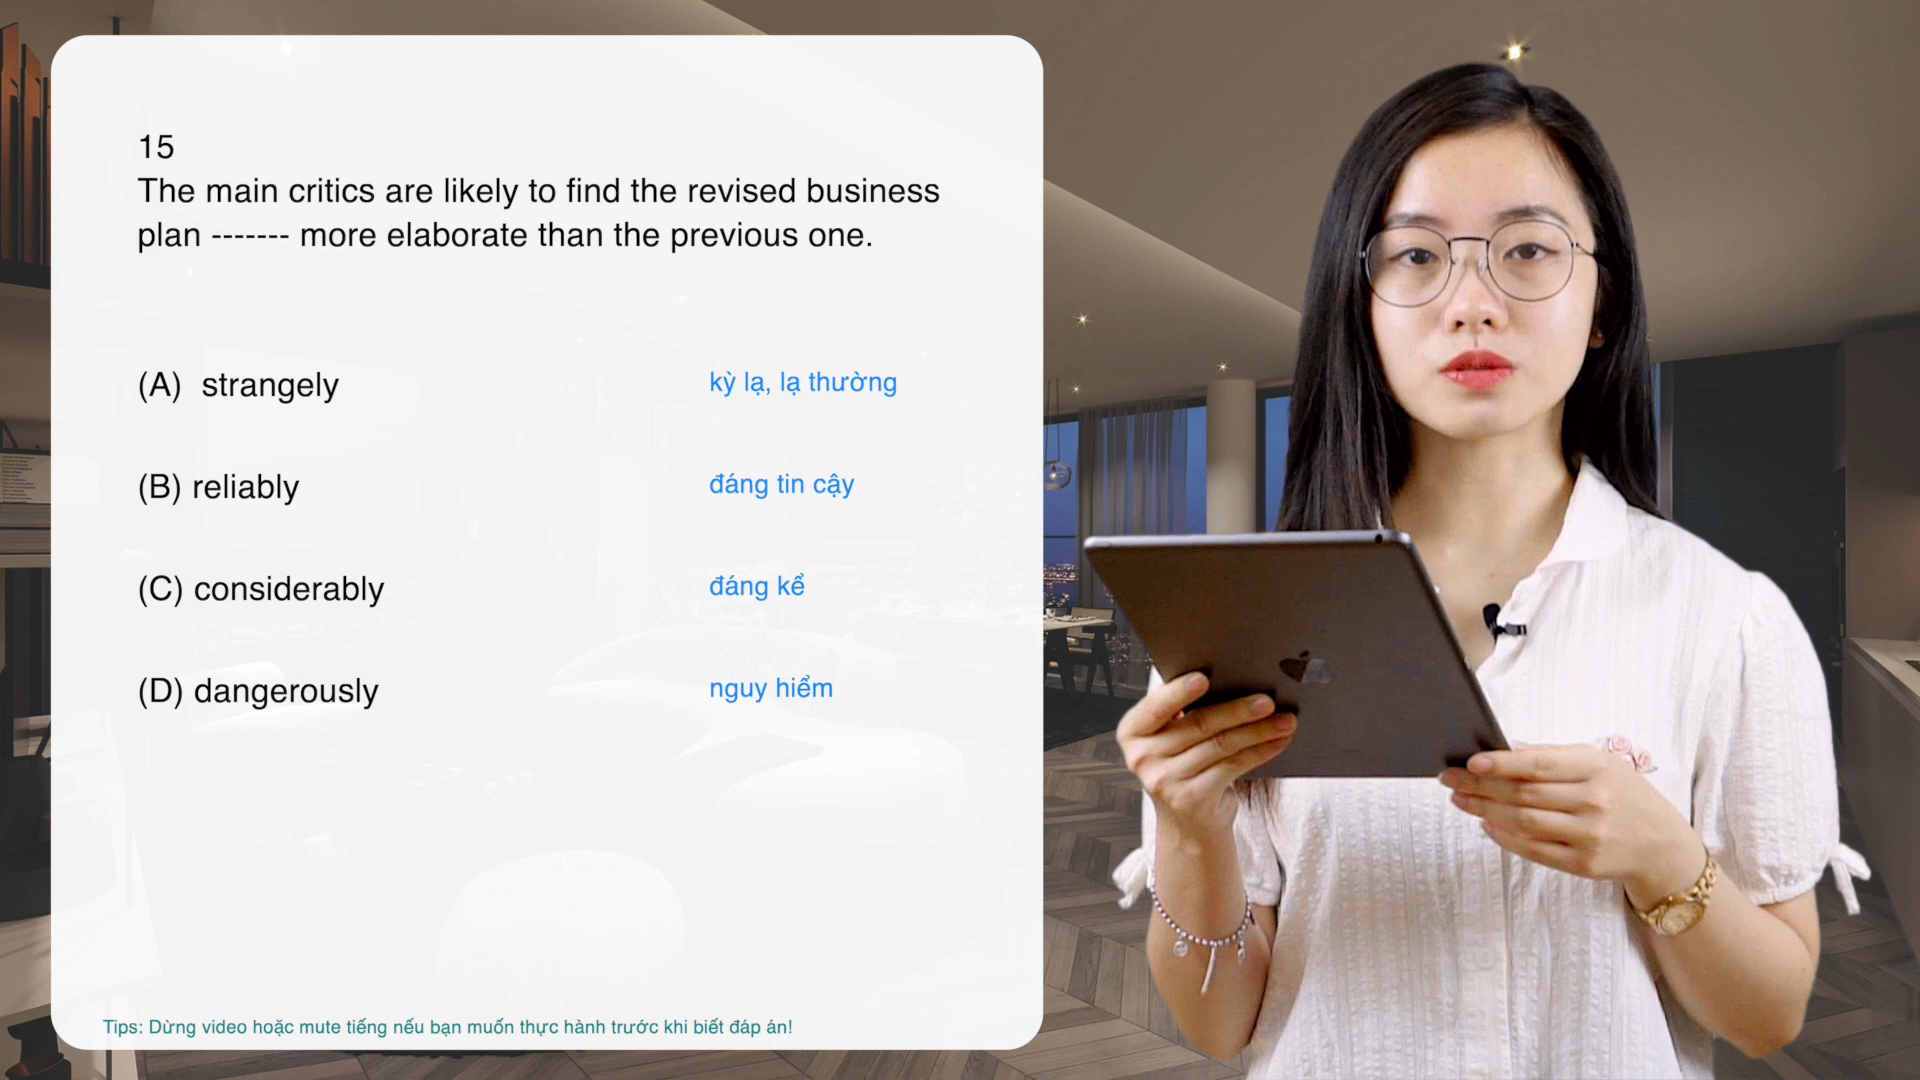 15
The main critics are likely to find the revised business
plan ------- more elaborate than the previous one.
(A) strangely
kỳ lạ, lạ thường
(B) reliably
đáng tin cậy
(C) considerably
đáng kể
(D) dangerously
nguy hiểm
Tips: Dừng video hoặc mute tiếng nếu bạn muốn thực hành trước khi biết đáp án!